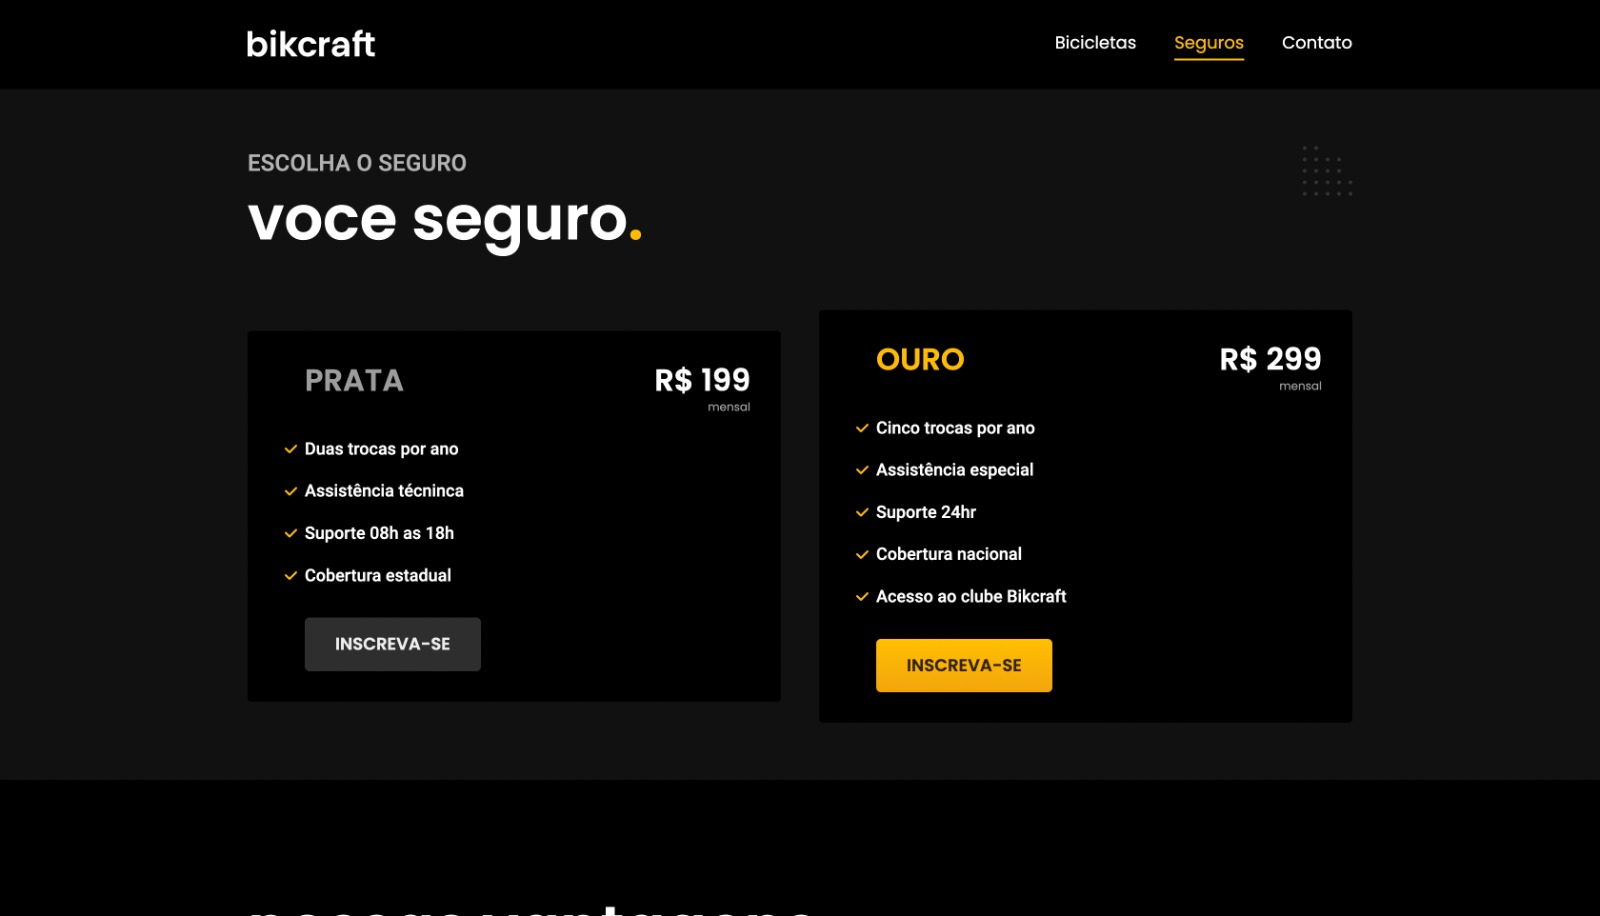 bikcraft
Bicicletas
Seguros
Contato
ESCOLHA O SEGURO
voce seguro.
PRATA
R$ 199
mensal
Duas trocas por ano
Assistência técninca
Suporte 08h as 18h
Cobertura estadual
INSCREVA-SE
OURO
R$ 299
mensal
Cinco trocas por ano
Assistência especial
Suporte 24hr
Cobertura nacional
Acesso ao clube Bikcraft
INSCREVA-SE